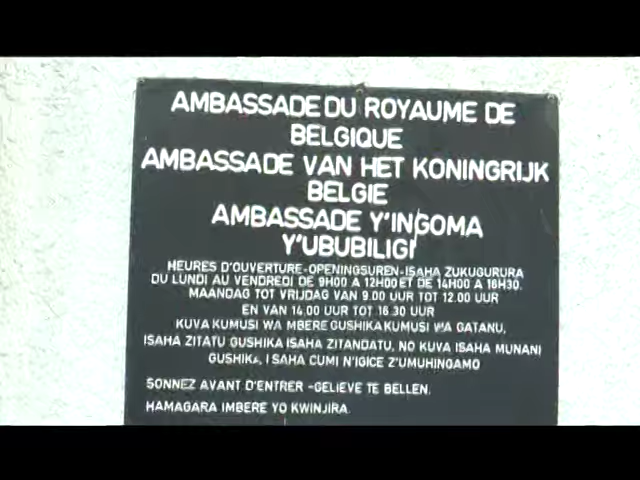 AMBASSADE DU ROYAUME DE
BELGIQUE
AMBASSADE VAN HET KONINGRIJK
BELGIE
AMBASSADE Y'INGOMA
Y'UBUBILIGI
HEURES D'OUVERTURE-OPENINGSUREN-ISAHA ZUKUGURURA
DU LUNDI AU VENDREDI DE 9H00 A 12H00 ET DE 14H00 A 16H30.
MAANDAG TOT VRIJDAG VAN 9.00 UUR TOT 12.00 UUR
EN VAN 14.00 UUR TOT 16.30 UUR
KUVA KUMUSI WA MBERE GUSHIKA KUMUSI WA GATANU,
ISAHA ZITATU GUSHIKA ISAHA ZITANDATU, NO KUVA ISAHA MUNANI
GUSHIKA, ISAHA CUMI N'IGICE Z'UMUHINGAMO
SONNEZ AVANT D'ENTRER -GELIEVE TE BELLEN.
HAMAGARA IMBERE YO KWINJIRA.